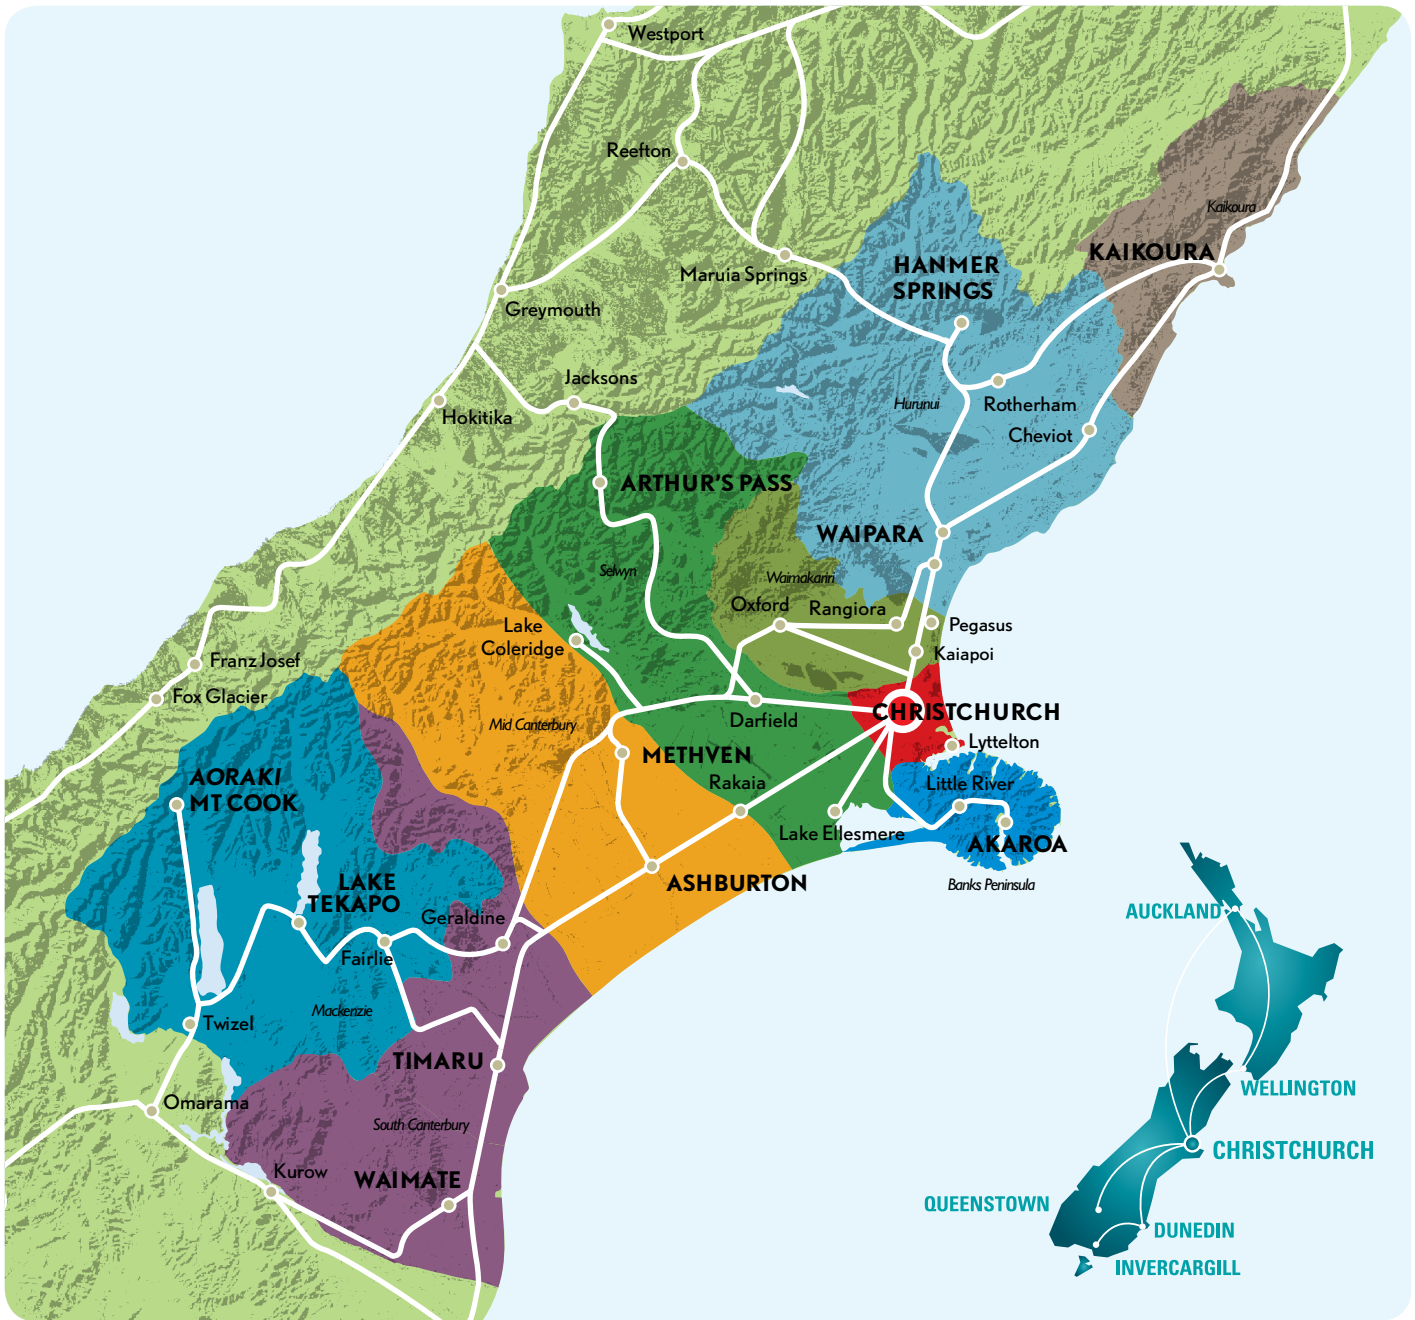 Westport
Reefton
Kaikoura
KAIKOURA
Maruia Springs
HANMER
SPRINGS
Greymouth
Jacksons
Hokitika
Hurunui
Rotherham
Cheviot
ARTHUR'S PASS
WAIPARA
Selwyn
Waimakariri
Oxford
Rangiora
Lake
Coleridge
Pegasus
Kaiapoi
Franz Josef
Fox Glacier
Mid Canterbury
Darfield
CHRISTCHURCH
Lyttelton
METHVEN
Rakaia
Little River
AORAKI
MT COOK
Lake Ellesmere
AKAROA
Banks Peninsula
ASHBURTON
LAKE
TEKAPO
Geraldine
Fairlie
Mackenzie
Twizel
TIMARU
Omarama
South Canterbury
Kurow
WAIMATE
AUCKLAND
WELLINGTON
CHRISTCHURCH
QUEENSTOWN
DUNEDIN
INVERCARGILL